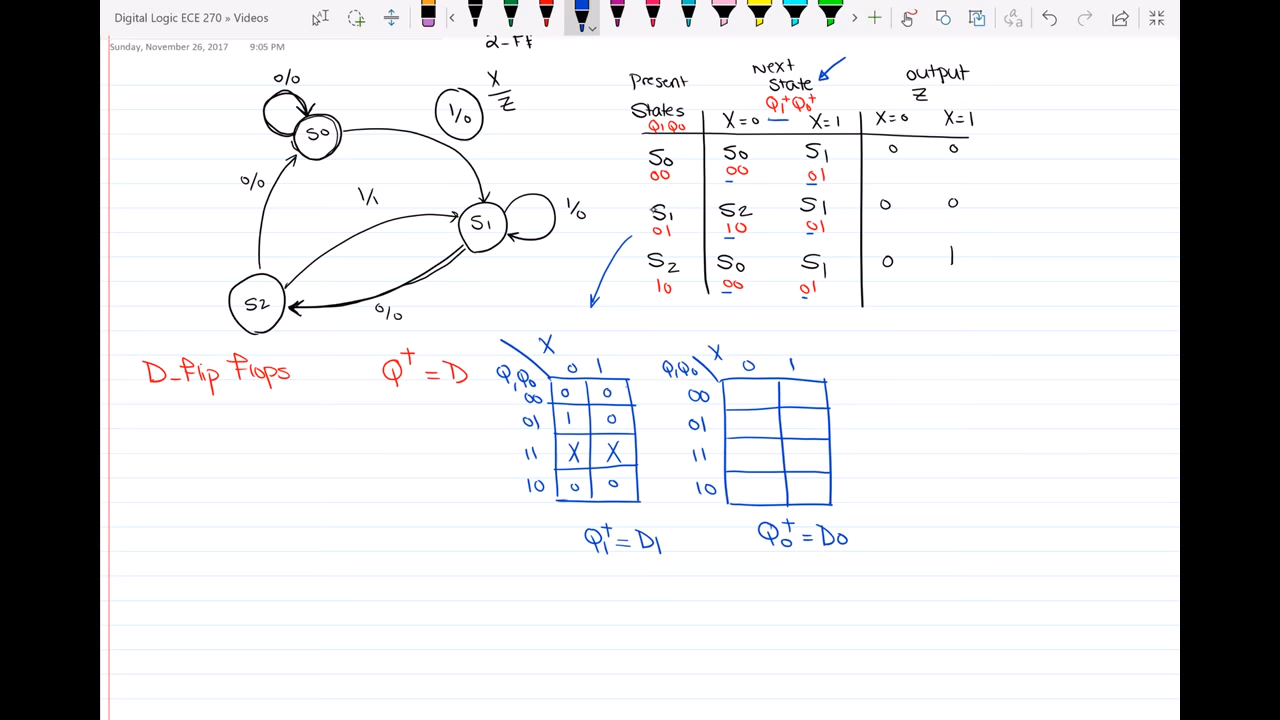 Digital Logic ECE 270 » Videos
Sunday, November 26, 2017 9:05 PM
2-FF
0/0
S0
1/0
X
Z
0/0
1/1
S1
1/0
S2
0/0
Present States Q1 Q0
Next State Q1+ Q0+
output Z
X=0 X=1 X=0 X=1
S0 S0 S1 0 0
00 00 01
S1 S2 S1 0 0
01 10 01
S2 S0 S1 0 1
10 00 01
D-flip flops Q+ = D
X
Q1Q0 0 1
00 0 0
01 1 0
11 X X
10 0 0
Q1+ = D1
X
Q1Q0 0 1
00
01
11
10
Q0+ = D0